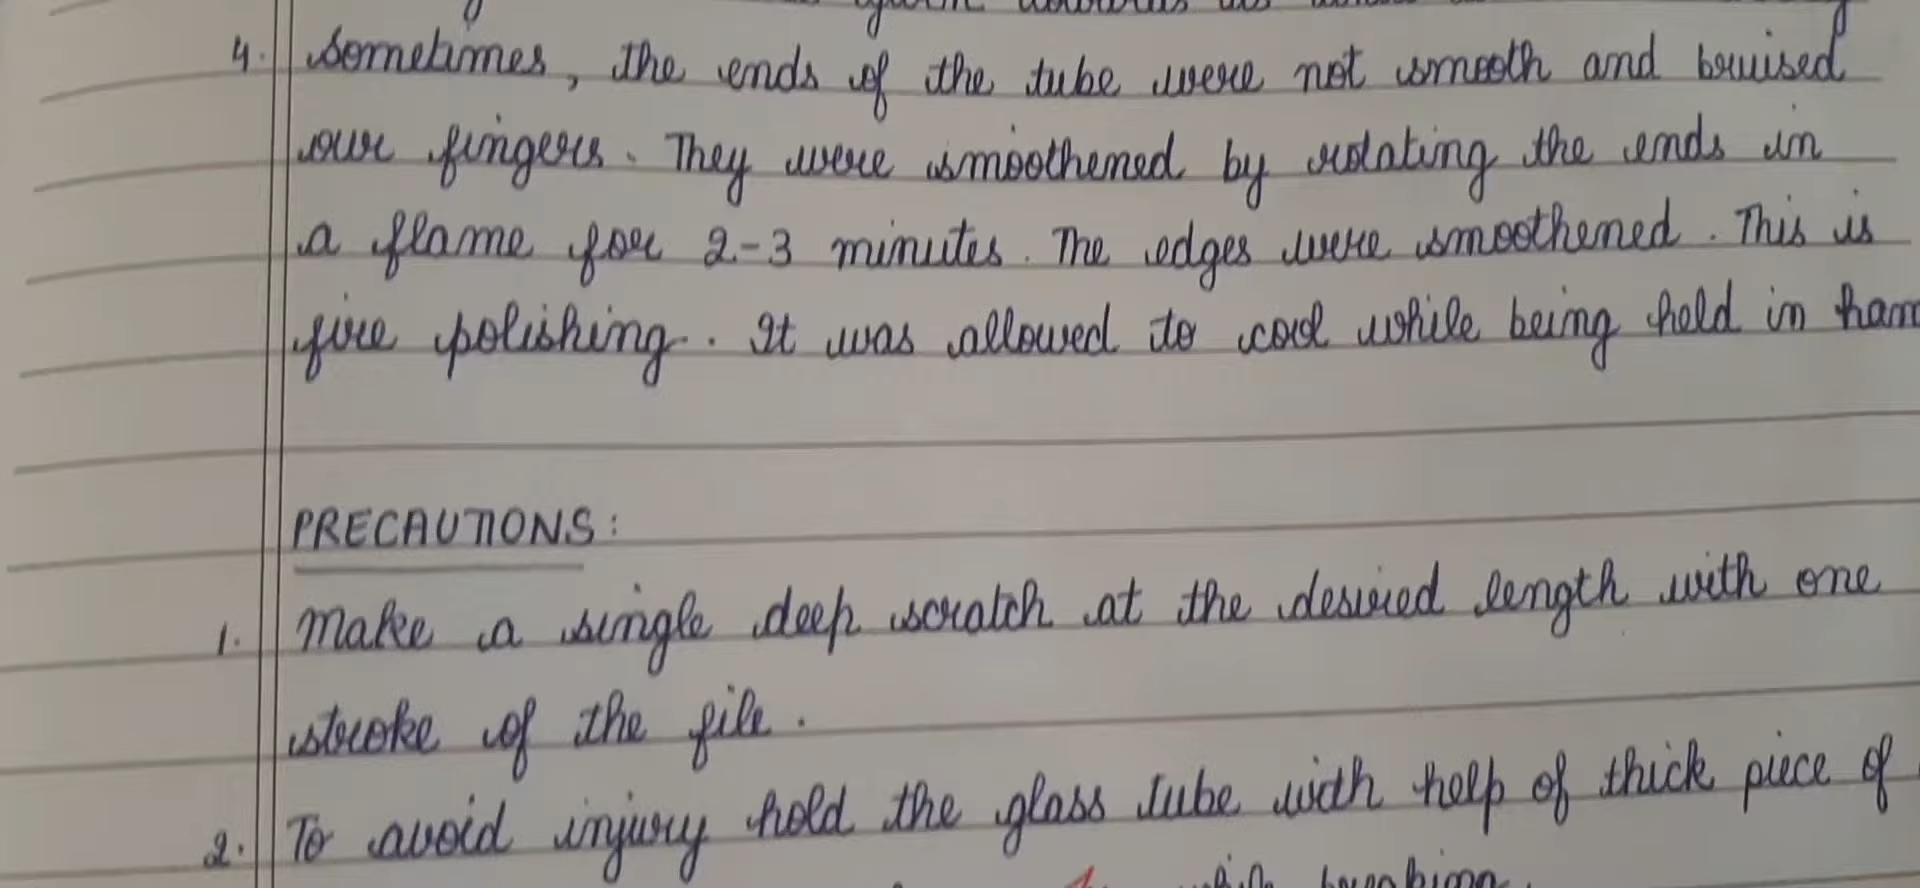 4. Sometimes, the ends of the tube were not smooth and bruised
our fingers. They were smoothened by rotating the ends in
a flame for 2-3 minutes. The edges were smoothened. This is
fire polishing. It was allowed to cool while being held in
PRECAUTIONS:
1. Make a single deep scratch at the desired length with one
stroke of the file.
2. To avoid injury hold the glass tube with help of thick piece of